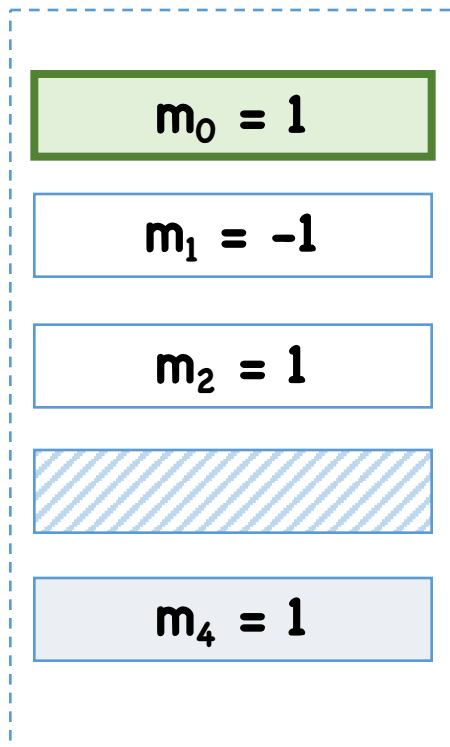 m₀ = 1
m₁ = -1
m₂ = 1
m₄ = 1